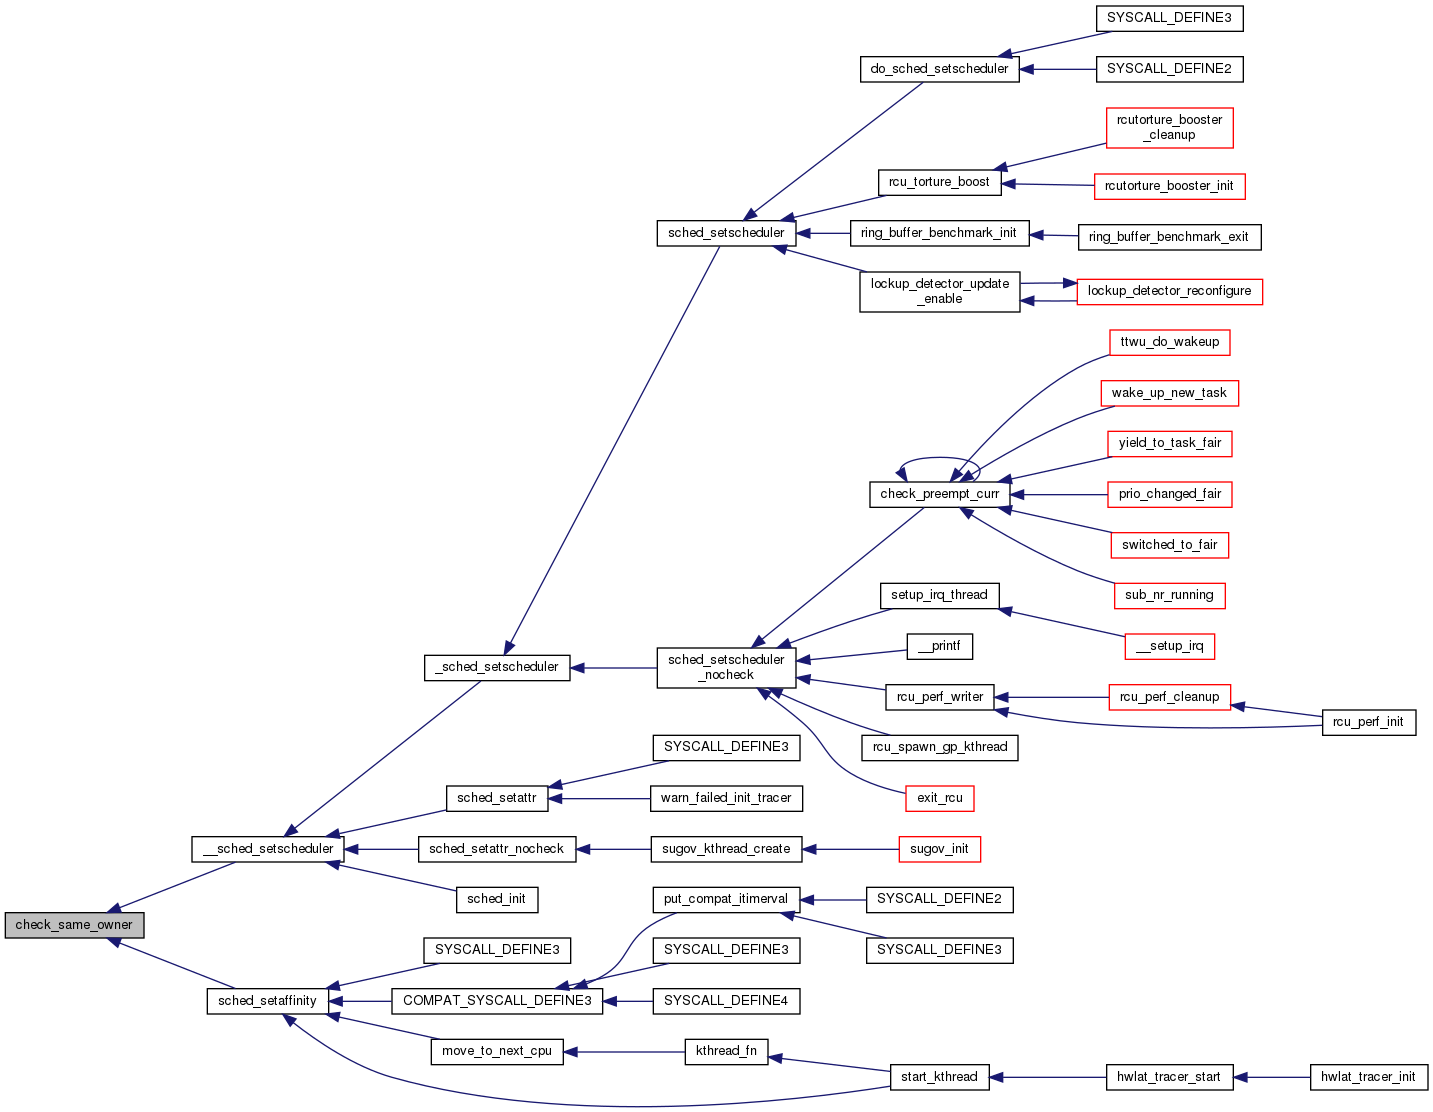 SYSCALL_DEFINE3
do_sched_setscheduler
SYSCALL_DEFINE2
rcutorture_booster
_cleanup
rcu_torture_boost
rcutorture_booster_init
sched_setscheduler
ring_buffer_benchmark_init
ring_buffer_benchmark_exit
lockup_detector_update
_enable
lockup_detector_reconfigure
ttwu_do_wakeup
wake_up_new_task
yield_to_task_fair
check_preempt_curr
prio_changed_fair
switched_to_fair
sub_nr_running
setup_irq_thread
__setup_irq
__printf
_sched_setscheduler
sched_setscheduler
_nocheck
rcu_perf_writer
rcu_perf_cleanup
rcu_perf_init
rcu_spawn_gp_kthread
SYSCALL_DEFINE3
sched_setattr
warn_failed_init_tracer
exit_rcu
__sched_setscheduler
sched_setattr_nocheck
sugov_kthread_create
sugov_init
sched_init
put_compat_itimerval
SYSCALL_DEFINE2
check_same_owner
SYSCALL_DEFINE3
SYSCALL_DEFINE3
SYSCALL_DEFINE3
sched_setaffinity
COMPAT_SYSCALL_DEFINE3
SYSCALL_DEFINE4
move_to_next_cpu
kthread_fn
start_kthread
hwlat_tracer_start
hwlat_tracer_init